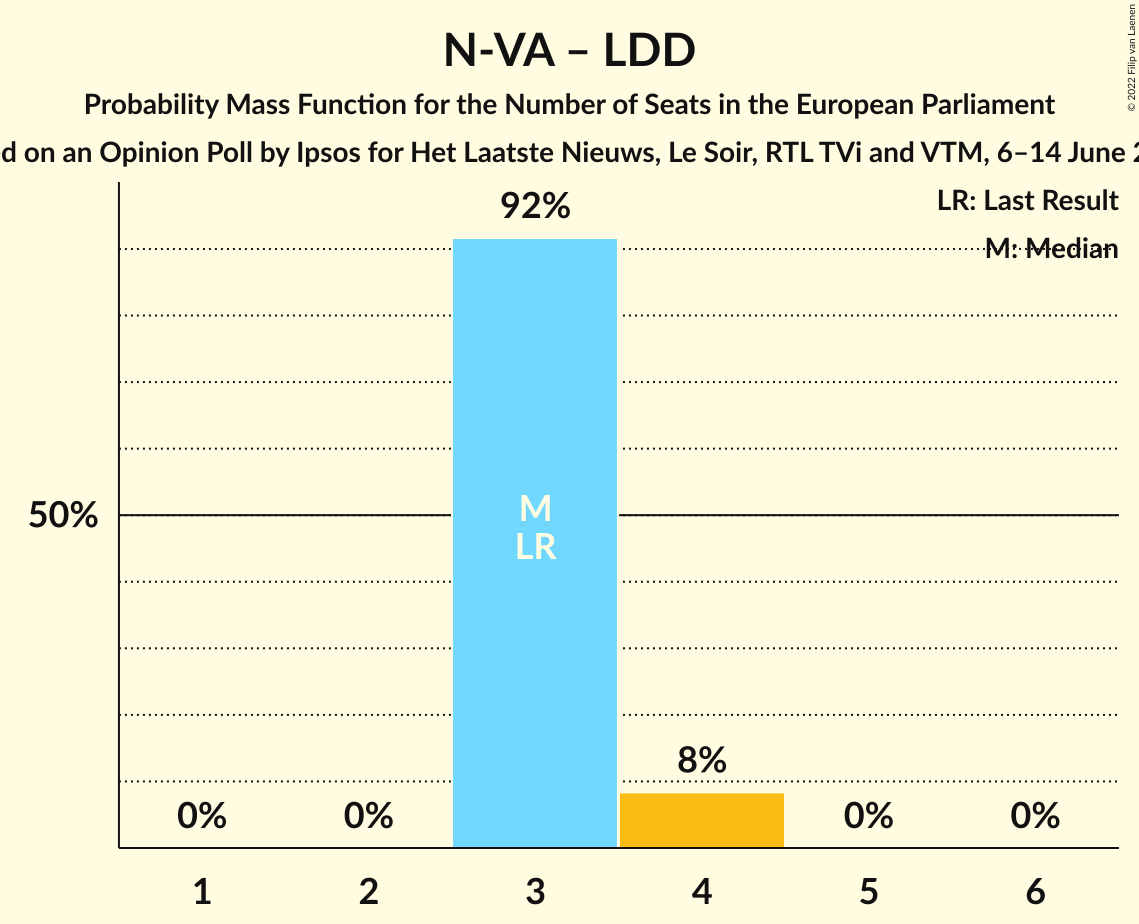 N-VA – LDD
Probability Mass Function for the Number of Seats in the European Parliament
on an Opinion Poll by Ipsos for Het Laatste Nieuws, Le Soir, RTL TVi and VTM, 6–14 June
© 2022 Filip van Laenen
LR: Last Result
M: Median
92%
50%
M
LR
8%
0%
0%
0%
0%
1
2
3
4
5
6